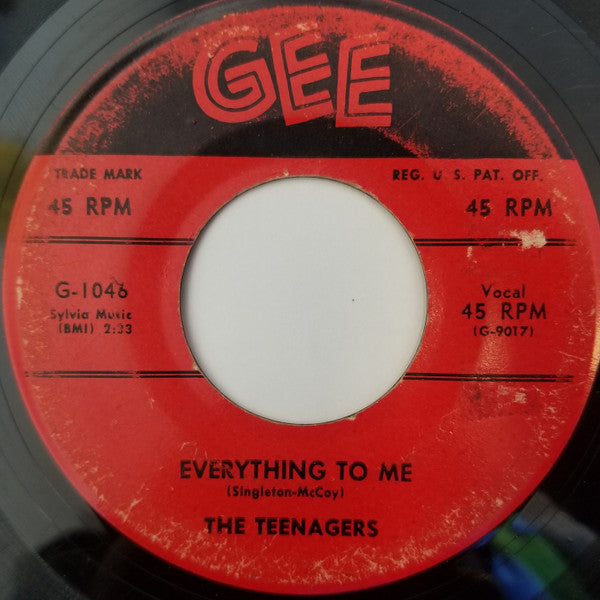 GEE
TRADE MARK
REG. U. S. PAT. OFF.
45 RPM
45 RPM
G-1046
Sylvia Music
(BMI) 2:33
Vocal
45 RPM
(G-9017)
EVERYTHING TO ME
(Singleton-McCoy)
THE TEENAGERS